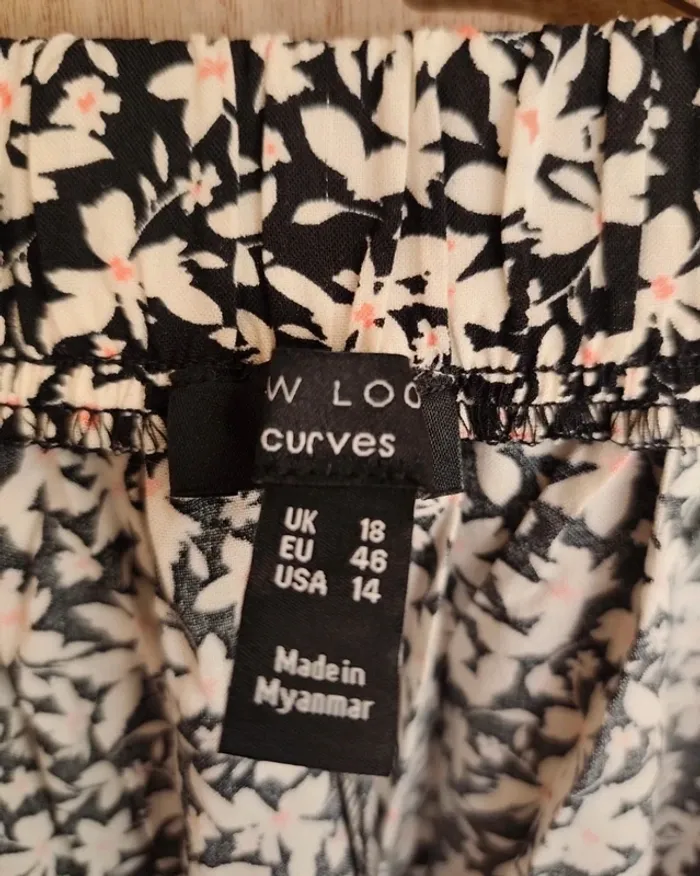 W LOO
curves
UK 18
EU 46
USA 14
Made in
Myanmar